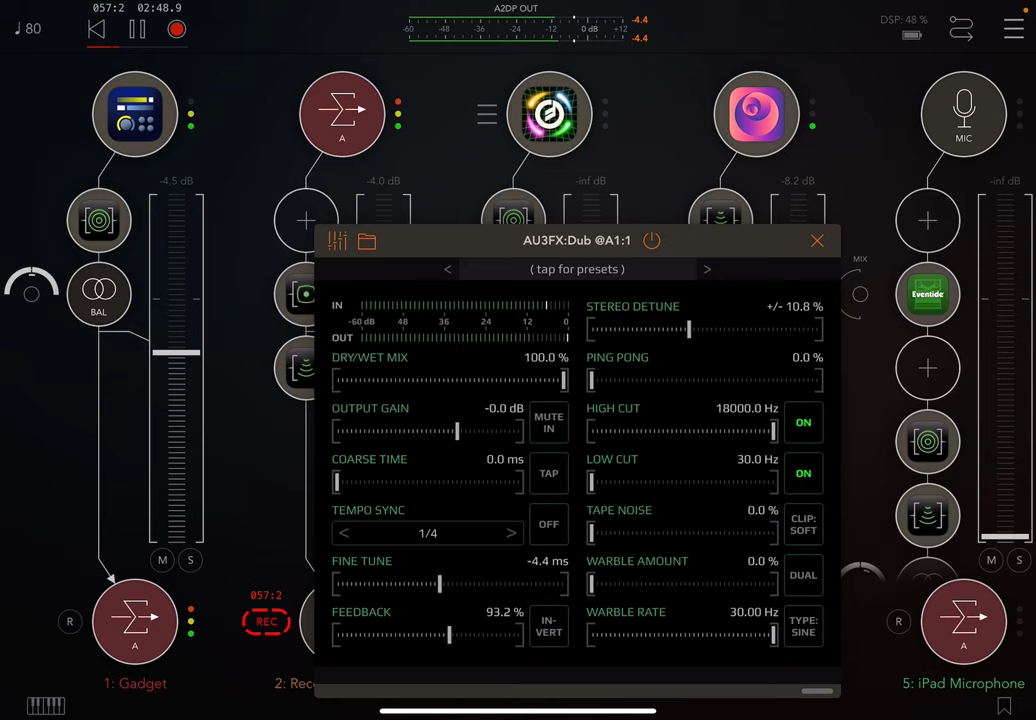 057:2 02:48.9
A2DP OUT
♩80
-60 -48 -36 -24 -12 0 dB +12
-4.4
-4.4
DSP: 48 %
A
MIC
-4.5 dB
-4.0 dB
-inf dB
-8.2 dB
-inf dB
BAL
AU3FX:Dub @A1:1
< ( tap for presets ) >
MIX
Eventide
IN
-60 dB 48 36 24 12 0
OUT
DRY/WET MIX 100.0 %
OUTPUT GAIN -0.0 dB
MUTE
IN
COARSE TIME 0.0 ms
TAP
TEMPO SYNC
< 1/4 >
OFF
FINE TUNE -4.4 ms
FEEDBACK 93.2 %
IN-
VERT
STEREO DETUNE +/- 10.8 %
PING PONG 0.0 %
HIGH CUT 18000.0 Hz
ON
LOW CUT 30.0 Hz
ON
TAPE NOISE 0.0 %
CLIP:
SOFT
WARBLE AMOUNT 0.0 %
DUAL
WARBLE RATE 30.00 Hz
TYPE:
SINE
M S
M S
057:2
R
A
REC
R
A
1: Gadget
2: Rec
5: iPad Microphone